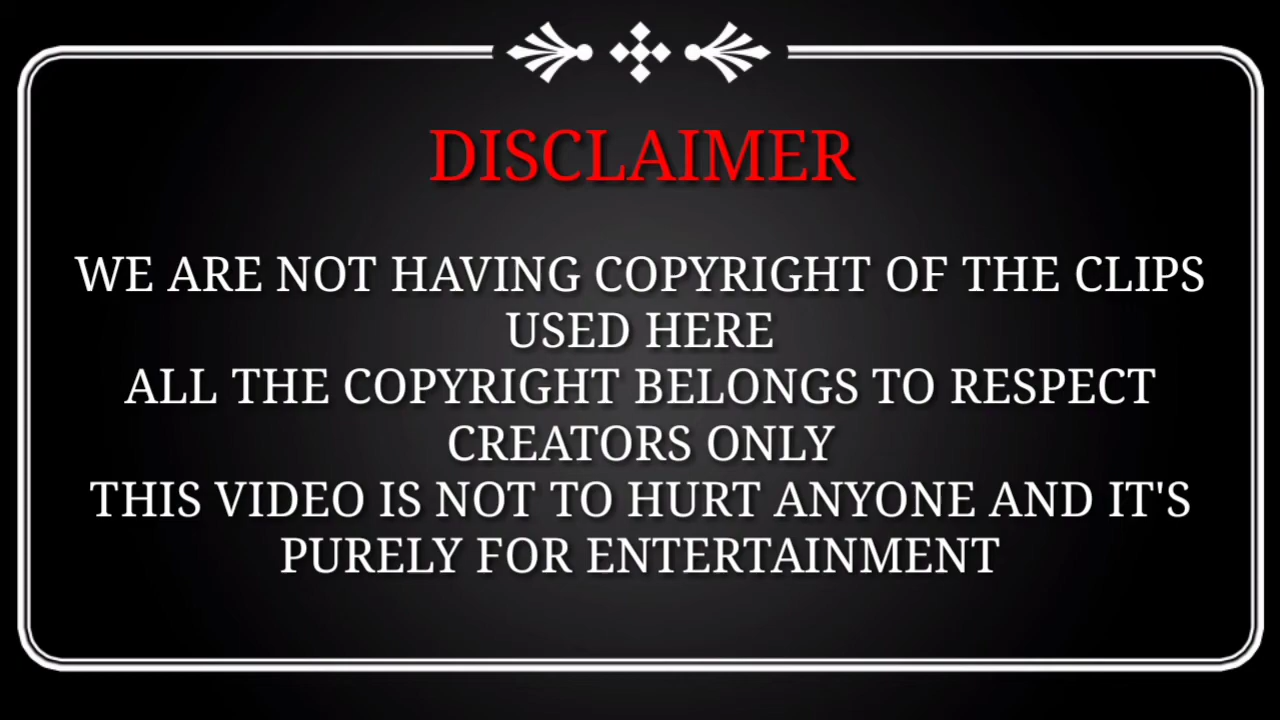 DISCLAIMER
WE ARE NOT HAVING COPYRIGHT OF THE CLIPS
USED HERE
ALL THE COPYRIGHT BELONGS TO RESPECT
CREATORS ONLY
THIS VIDEO IS NOT TO HURT ANYONE AND IT'S
PURELY FOR ENTERTAINMENT